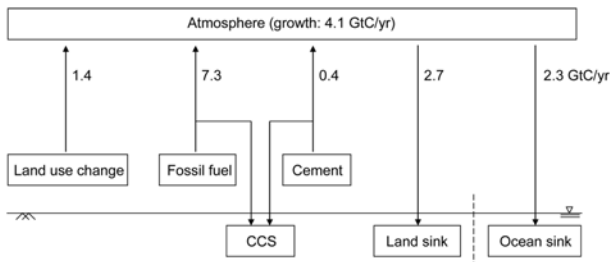 Atmosphere (growth: 4.1 GtC/yr)
1.4
7.3
0.4
2.7
2.3 GtC/yr
Land use change
Fossil fuel
Cement
CCS
Land sink
Ocean sink